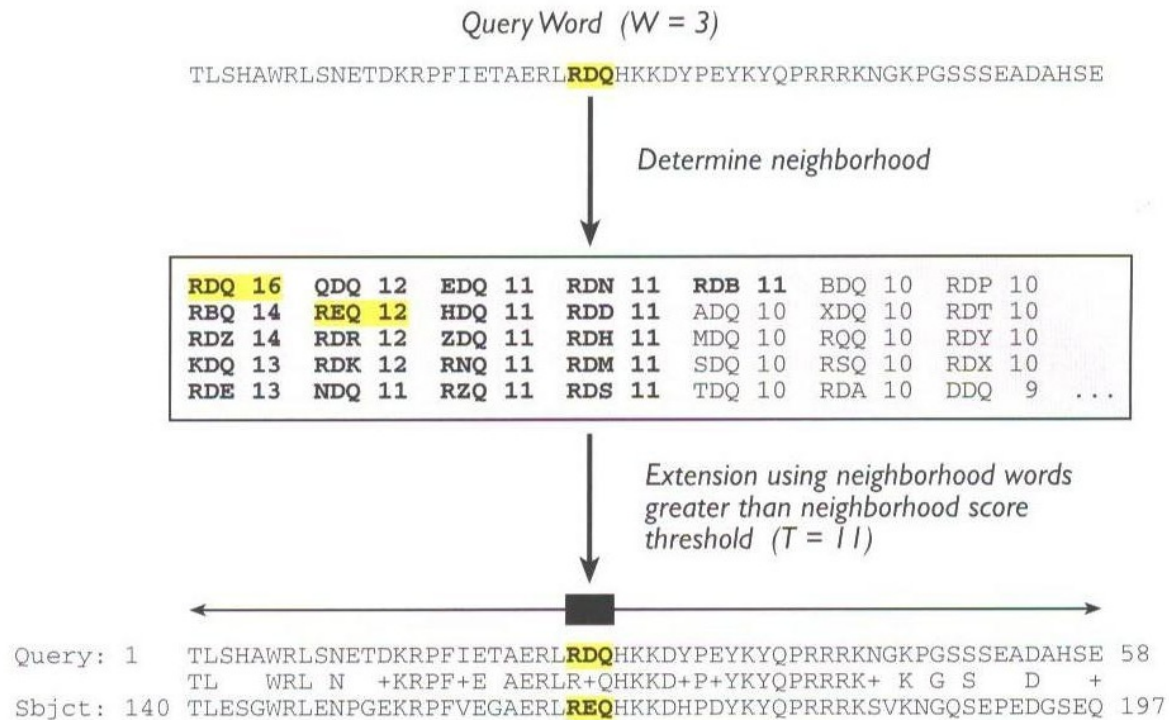 Query Word (W = 3)
TLSHAWRLSNETDKRPFIETAERLRDQHKKDYPEYKYQPRRRKNGKPGSSSEADAHSE
Determine neighborhood
RDQ 16 QDQ 12 EDQ 11 RDN 11 RDB 11 BDQ 10 RDP 10
RBQ 14 REQ 12 HDQ 11 RDD 11 ADQ 10 XDQ 10 RDT 10
RDZ 14 RDR 12 ZDQ 11 RDH 11 MDQ 10 RQQ 10 RDY 10
KDQ 13 RDK 12 RNQ 11 RDM 11 SDQ 10 RSQ 10 RDX 10
RDE 13 NDQ 11 RZQ 11 RDS 11 TDQ 10 RDA 10 DDQ 9 ...
Extension using neighborhood words
greater than neighborhood score
threshold (T = 11)
Query: 1 TLSHAWRLSNETDKRPFIETAERLRDQHKKDYPEYKYQPRRRKNGKPGSSSEADAHSE 58
TL WRL N +KRPF+E AERLR+QHKKD+P+YKYQPRRRK+ K G S D +
Sbjct: 140 TLESGWRLENPGEKRPFVEGAERLREQHKKDHPDYKYQPRRRKSVKNGQSEPEDGSEQ 197